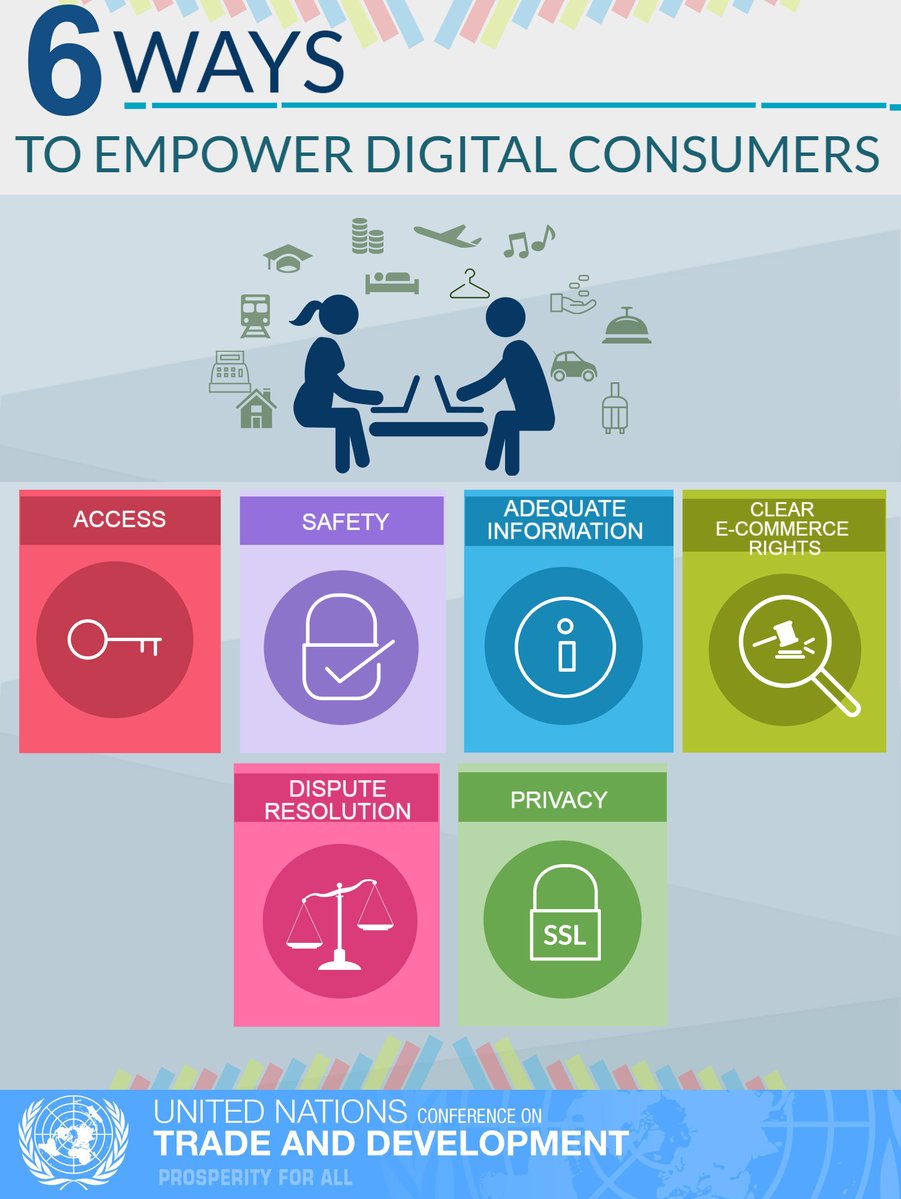 6 WAYS
TO EMPOWER DIGITAL CONSUMERS
ACCESS
SAFETY
ADEQUATE
INFORMATION
CLEAR
E-COMMERCE
RIGHTS
DISPUTE
RESOLUTION
PRIVACY
SSL
UNITED NATIONS CONFERENCE ON
TRADE AND DEVELOPMENT
PROSPERITY FOR ALL